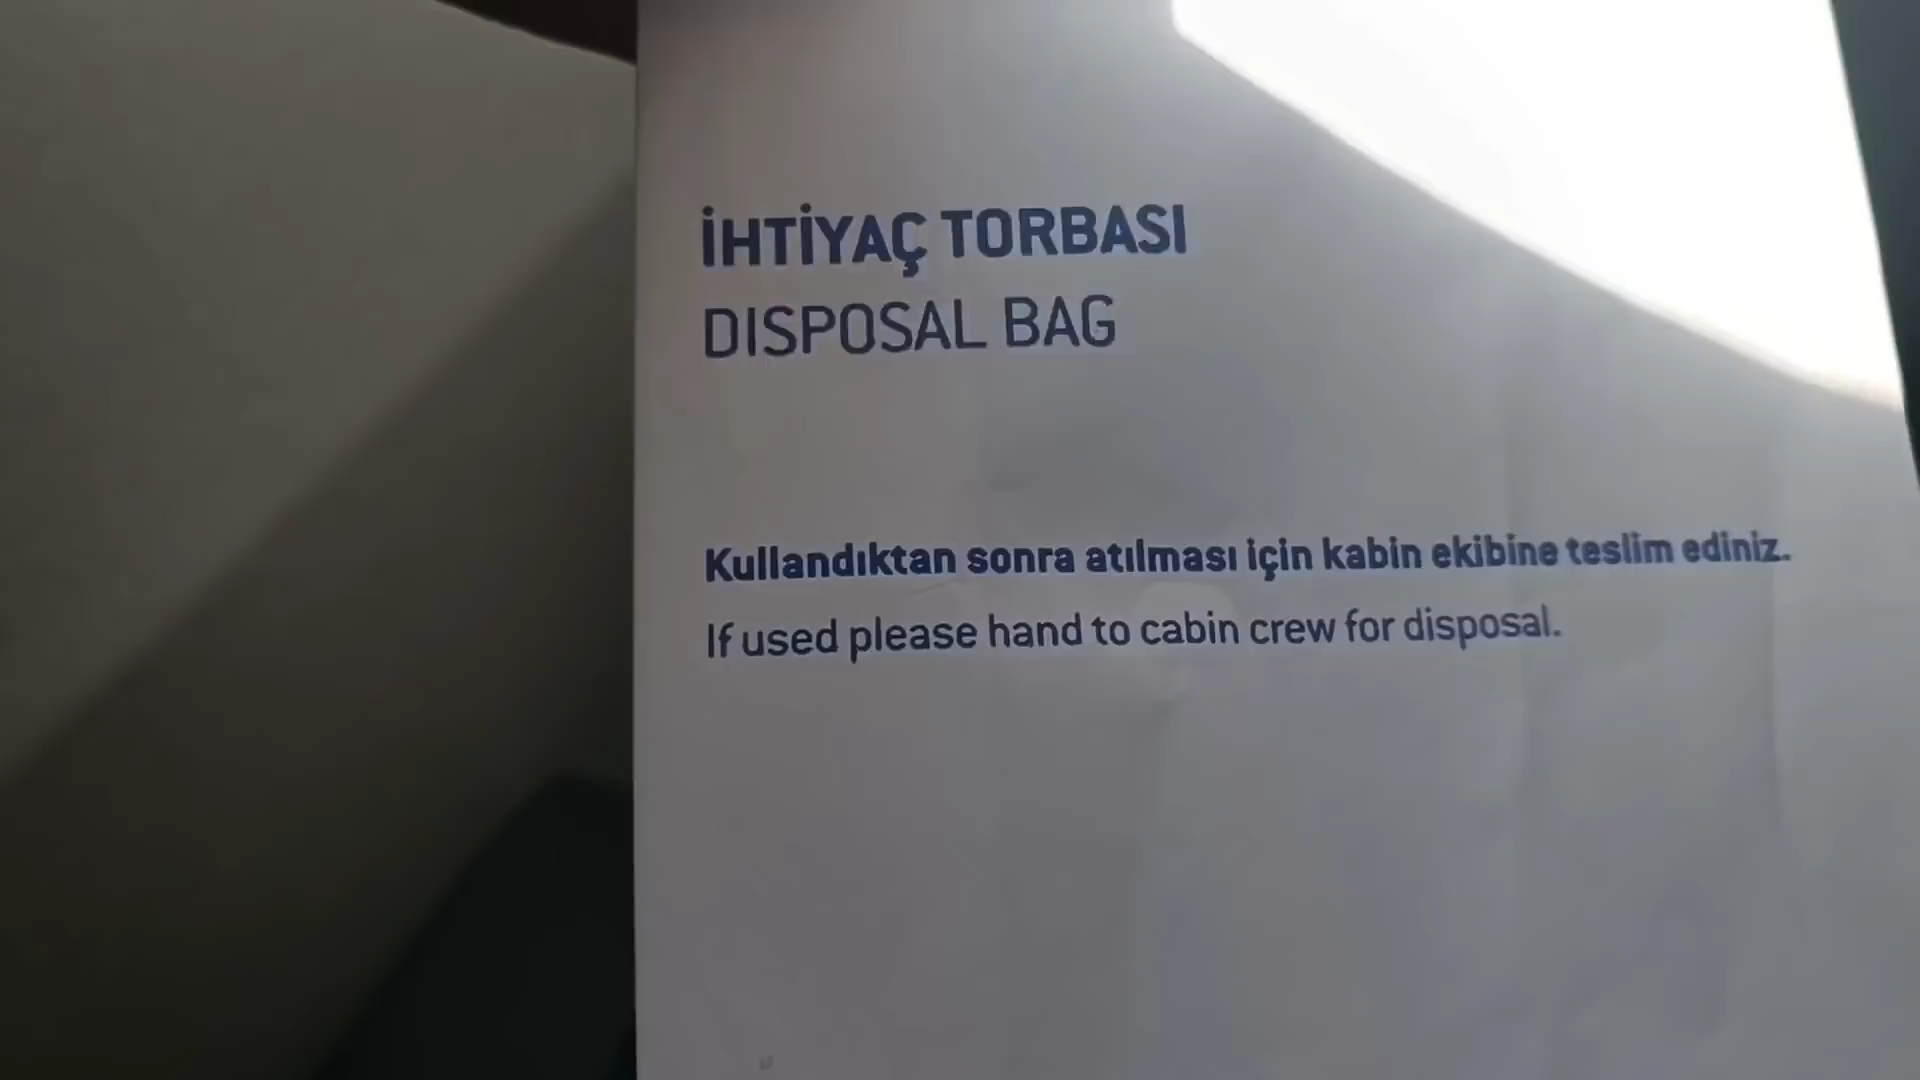 İHTİYAÇ TORBASI
DISPOSAL BAG
Kullandıktan sonra atılması için kabin ekibine teslim ediniz.
If used please hand to cabin crew for disposal.